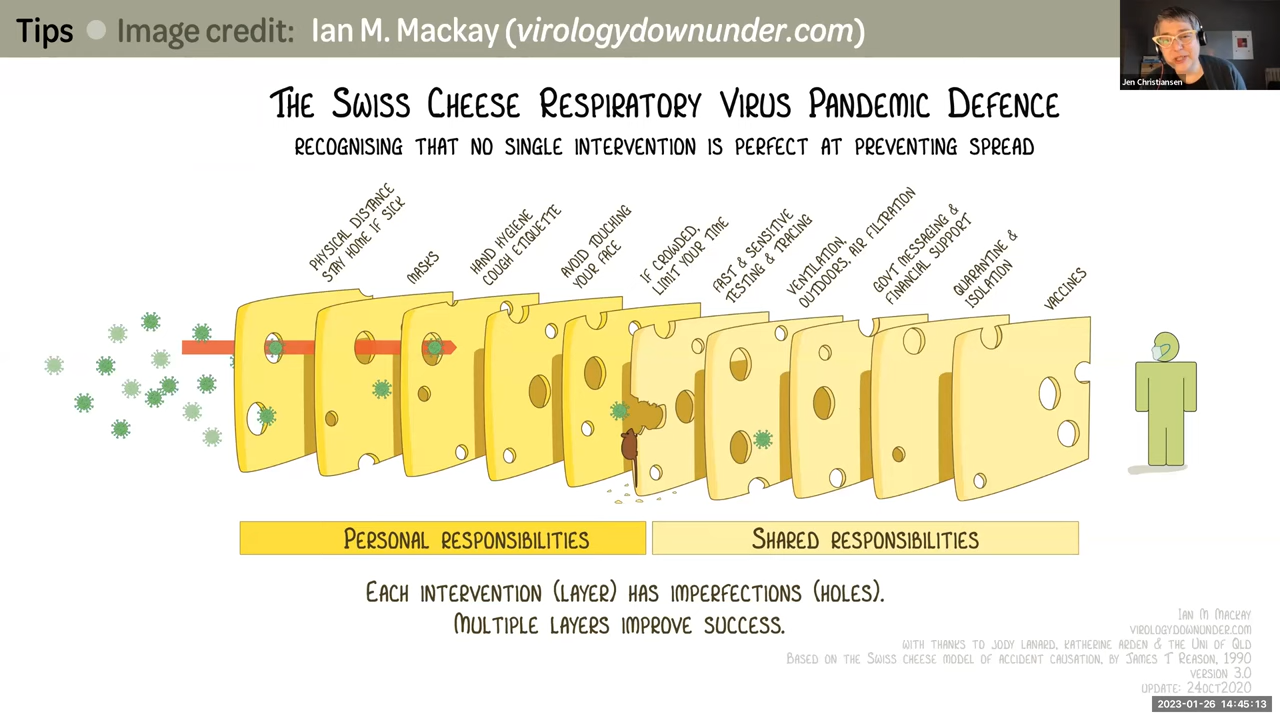 Tips Image credit: Ian M. Mackay (virologydownunder.com)
Jen Christiansen
The Swiss Cheese Respiratory Virus Pandemic Defence
recognising that no single intervention is perfect at preventing spread
Physical distance
stay home if sick
Masks
Hand hygiene
cough etiquette
Avoid touching
your face
If crowded,
limit your time
Fast & sensitive
testing & tracing
Ventilation,
outdoors, air filtration
Govt messaging &
financial support
Quarantine &
isolation
Vaccines
Personal responsibilities
Shared responsibilities
Each intervention (layer) has imperfections (holes).
Multiple layers improve success.
Ian M Mackay
virologydownunder.com
with thanks to Jody Lanard, Katherine Arden & the Uni of Qld
Based on the Swiss cheese model of accident causation, by James T Reason, 1990
version 3.0
update: 24Oct2020
2023-01-26 14:45:13